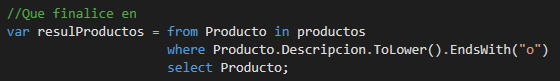 //Que finalice en
var resulProductos = from Producto in productos
where Producto.Descripcion.ToLower().EndsWith("o")
select Producto;